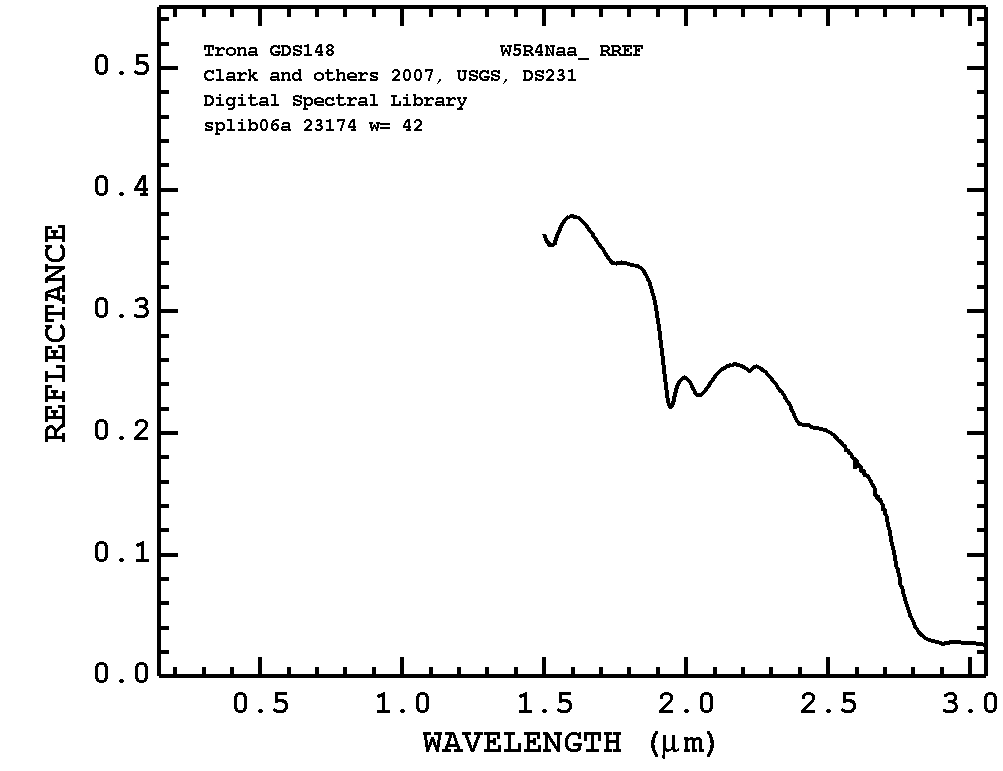 Trona GDS148 W5R4Naa_ RREF
Clark and others 2007, USGS, DS231
Digital Spectral Library
splib06a 23174 w= 42
0.5
0.4
0.3
0.2
0.1
0.0
REFLECTANCE
0.5 1.0 1.5 2.0 2.5 3.0
WAVELENGTH (μm)